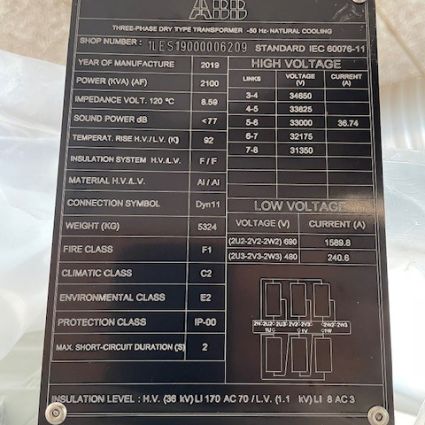 ABB
THREE-PHASE DRY TYPE TRANSFORMER -50 Hz- NATURAL COOLING
SHOP NUMBER : 1LES19000006209 STANDARD IEC 60076-11
YEAR OF MANUFACTURE 2019
POWER (KVA) (AF) 2100
IMPEDANCE VOLT. 120 °C 8.59
SOUND POWER dB <77
TEMPERAT. RISE H.V./L.V. (K) 92
INSULATION SYSTEM H.V./L.V. F / F
MATERIAL H.V./L.V. Al / Al
CONNECTION SYMBOL Dyn11
WEIGHT (KG) 5324
FIRE CLASS F1
CLIMATIC CLASS C2
ENVIRONMENTAL CLASS E2
PROTECTION CLASS IP-00
MAX. SHORT-CIRCUIT DURATION (S) 2
HIGH VOLTAGE
LINKS VOLTAGE (V) CURRENT (A)
3-4 34650
4-5 33825
5-6 33000 36.74
6-7 32175
7-8 31350
LOW VOLTAGE
VOLTAGE (V) CURRENT (A)
(2U2-2V2-2W2) 690 1589.8
(2U3-2V3-2W3) 480 240.6
INSULATION LEVEL : H.V. (36 kV) LI 170 AC 70 / L.V. (1.1 kV) LI 8 AC 3